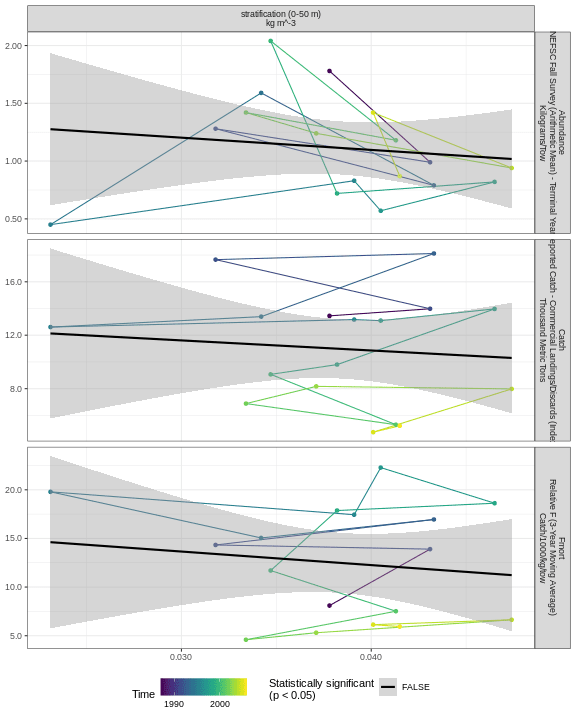 stratification (0-50 m)
kg m^-3
2.00
1.50
1.00
0.50
Abundance
NEFSC Fall Survey (Arithmetic Mean) - Terminal Year
Kilograms/Tow
16.0
12.0
8.0
Catch
eported Catch - Commercial Landings/Discards (Inde
Thousand Metric Tons
20.0
15.0
10.0
5.0
Fmort
Relative F (3-Year Moving Average)
Catch/1000/kg/tow
0.030
0.040
Time
1990
2000
Statistically significant
(p < 0.05)
FALSE